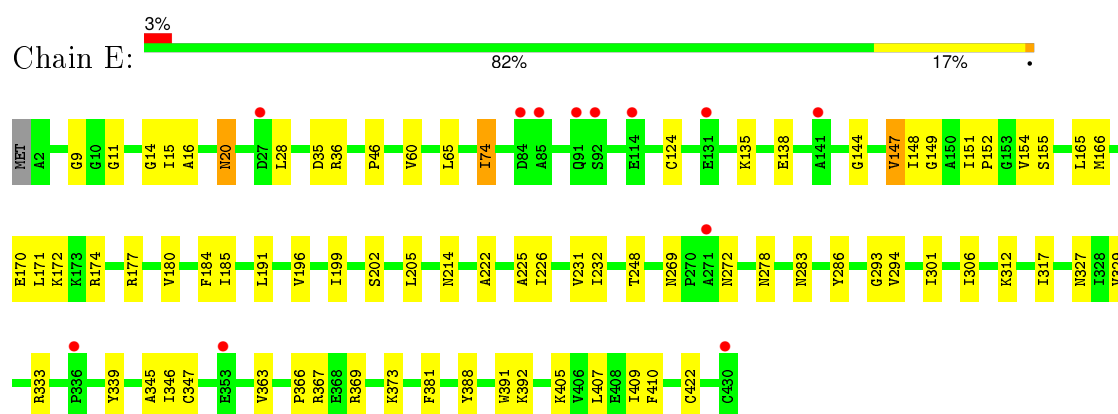 3%
Chain E:
82% 17% •
MET A2 G9 G10 G11 G14 I15 A16 N20 D27 L28 D35 R36 P46 V60 L65 I74 D84 A85 Q91 S92 E114 C124 E131 K135 E138 A141 G144 V147 I148 G149 A150 I151 P152 G153 V154 S155 L165 M166
E170 L171 K172 K173 R174 R177 V180 F184 I185 L191 V196 I199 S202 L205 N214 A222 A225 I226 V231 I232 T248 N269 P270 A271 N272 N278 N283 Y286 G293 V294 I301 I306 K312 I317 N327 I328
R333 P336 Y339 A345 I346 C347 E353 V363 P366 R367 E368 R369 K373 F381 Y388 W391 K392 K405 V406 L407 E408 I409 F410 C422 C430